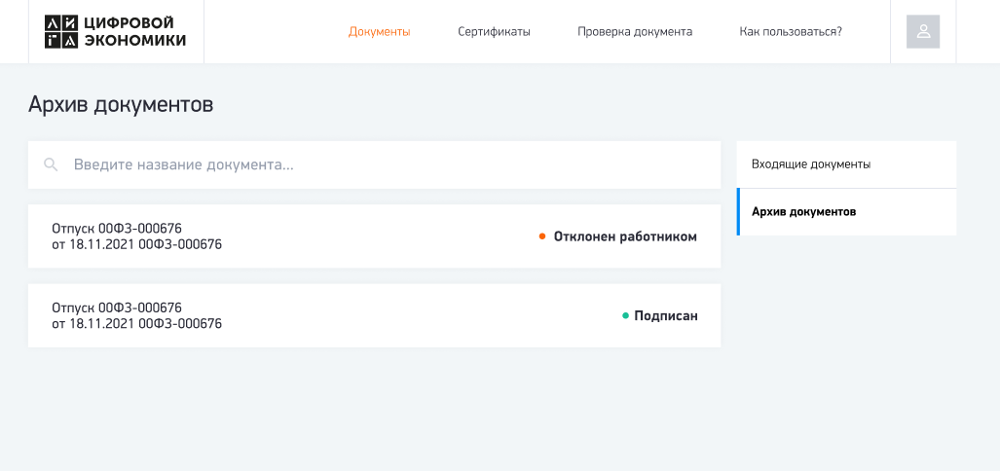 ЛИГА ЦИФРОВОЙ ЭКОНОМИКИ
Документы
Сертификаты
Проверка документа
Как пользоваться?
Архив документов
Введите название документа...
Входящие документы
Архив документов
Отпуск 00ФЗ-000676
от 18.11.2021 00ФЗ-000676
Отклонен работником
Отпуск 00ФЗ-000676
от 18.11.2021 00ФЗ-000676
Подписан